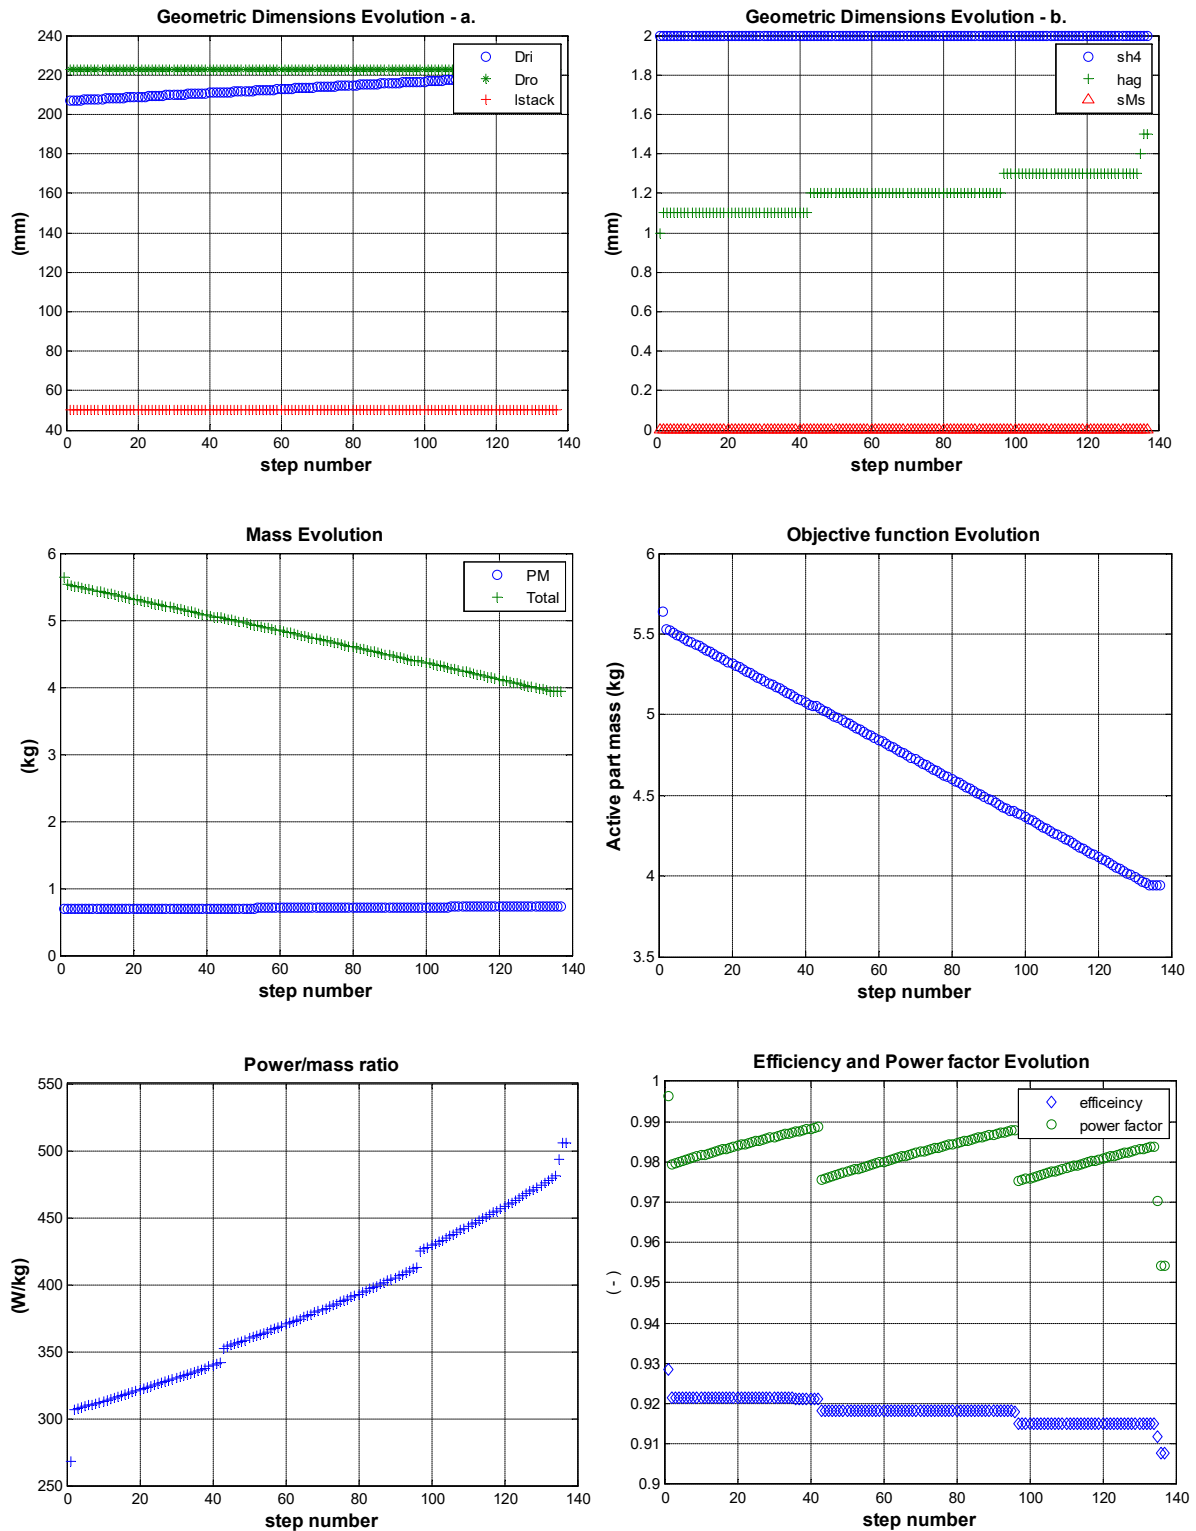 Geometric Dimensions Evolution - a.
240
220
200
180
160
140
120
100
80
60
40
0 20 40 60 80 100 120 140
(mm)
step number
Dri
Dro
lstack
Geometric Dimensions Evolution - b.
2
1.8
1.6
1.4
1.2
1
0.8
0.6
0.4
0.2
0
0 20 40 60 80 100 120 140
(mm)
step number
sh4
hag
sMs
Mass Evolution
6
5
4
3
2
1
0
0 20 40 60 80 100 120 140
(kg)
step number
PM
Total
Objective function Evolution
6
5.5
5
4.5
4
3.5
0 20 40 60 80 100 120 140
Active part mass (kg)
step number
Power/mass ratio
550
500
450
400
350
300
250
0 20 40 60 80 100 120 140
(W/kg)
step number
Efficiency and Power factor Evolution
1
0.99
0.98
0.97
0.96
0.95
0.94
0.93
0.92
0.91
0.9
0 20 40 60 80 100 120 140
( - )
step number
efficeincy
power factor